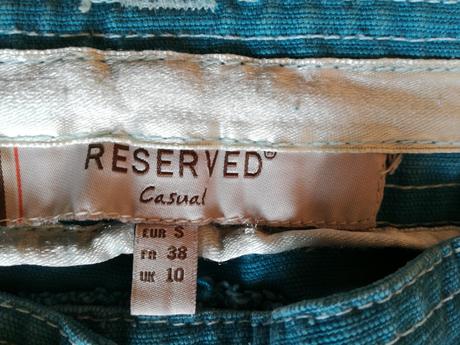 RESERVED®
Casual
EUR S
FR 38
UK 10